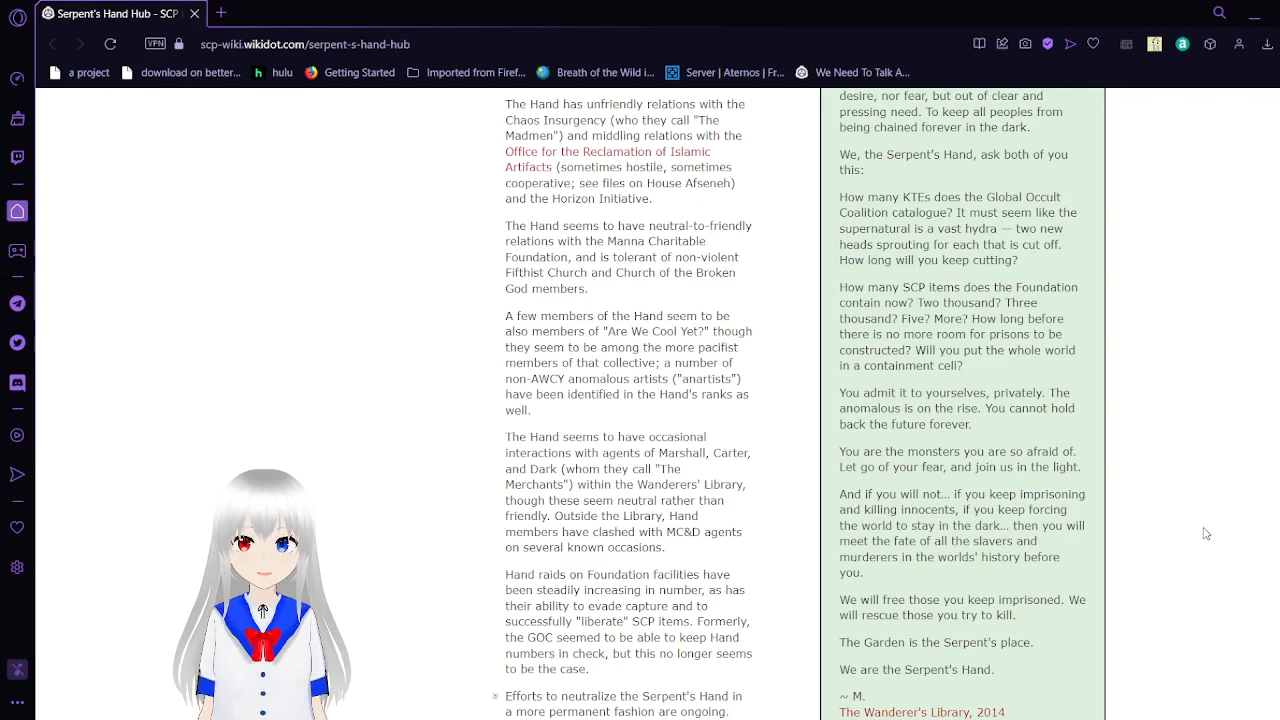 Serpent's Hand Hub - SCP
scp-wiki.wikidot.com/serpent-s-hand-hub
VPN
a project
download on better...
hulu
Getting Started
Imported from Firef...
Breath of the Wild i...
Server | Aternos | Fr...
We Need To Talk A...
The Hand has unfriendly relations with the
Chaos Insurgency (who they call "The
Madmen") and middling relations with the
Office for the Reclamation of Islamic
Artifacts (sometimes hostile, sometimes
cooperative; see files on House Afseneh)
and the Horizon Initiative.
The Hand seems to have neutral-to-friendly
relations with the Manna Charitable
Foundation, and is tolerant of non-violent
Fifthist Church and Church of the Broken
God members.
A few members of the Hand seem to be
also members of "Are We Cool Yet?" though
they seem to be among the more pacifist
members of that collective; a number of
non-AWCY anomalous artists ("anartists")
have been identified in the Hand's ranks as
well.
The Hand seems to have occasional
interactions with agents of Marshall, Carter,
and Dark (whom they call "The
Merchants") within the Wanderers' Library,
though these seem neutral rather than
friendly. Outside the Library, Hand
members have clashed with MC&D agents
on several known occasions.
Hand raids on Foundation facilities have
been steadily increasing in number, as has
their ability to evade capture and to
successfully "liberate" SCP items. Formerly,
the GOC seemed to be able to keep Hand
numbers in check, but this no longer seems
to be the case.
Efforts to neutralize the Serpent's Hand in
a more permanent fashion are ongoing.
desire, nor fear, but out of clear and
pressing need. To keep all peoples from
being chained forever in the dark.
We, the Serpent's Hand, ask both of you
this:
How many KTEs does the Global Occult
Coalition catalogue? It must seem like the
supernatural is a vast hydra — two new
heads sprouting for each that is cut off.
How long will you keep cutting?
How many SCP items does the Foundation
contain now? Two thousand? Three
thousand? Five? More? How long before
there is no more room for prisons to be
constructed? Will you put the whole world
in a containment cell?
You admit it to yourselves, privately. The
anomalous is on the rise. You cannot hold
back the future forever.
You are the monsters you are so afraid of.
Let go of your fear, and join us in the light.
And if you will not… if you keep imprisoning
and killing innocents, if you keep forcing
the world to stay in the dark… then you will
meet the fate of all the slavers and
murderers in the worlds' history before
you.
We will free those you keep imprisoned. We
will rescue those you try to kill.
The Garden is the Serpent's place.
We are the Serpent's Hand.
~ M.
The Wanderer's Library, 2014